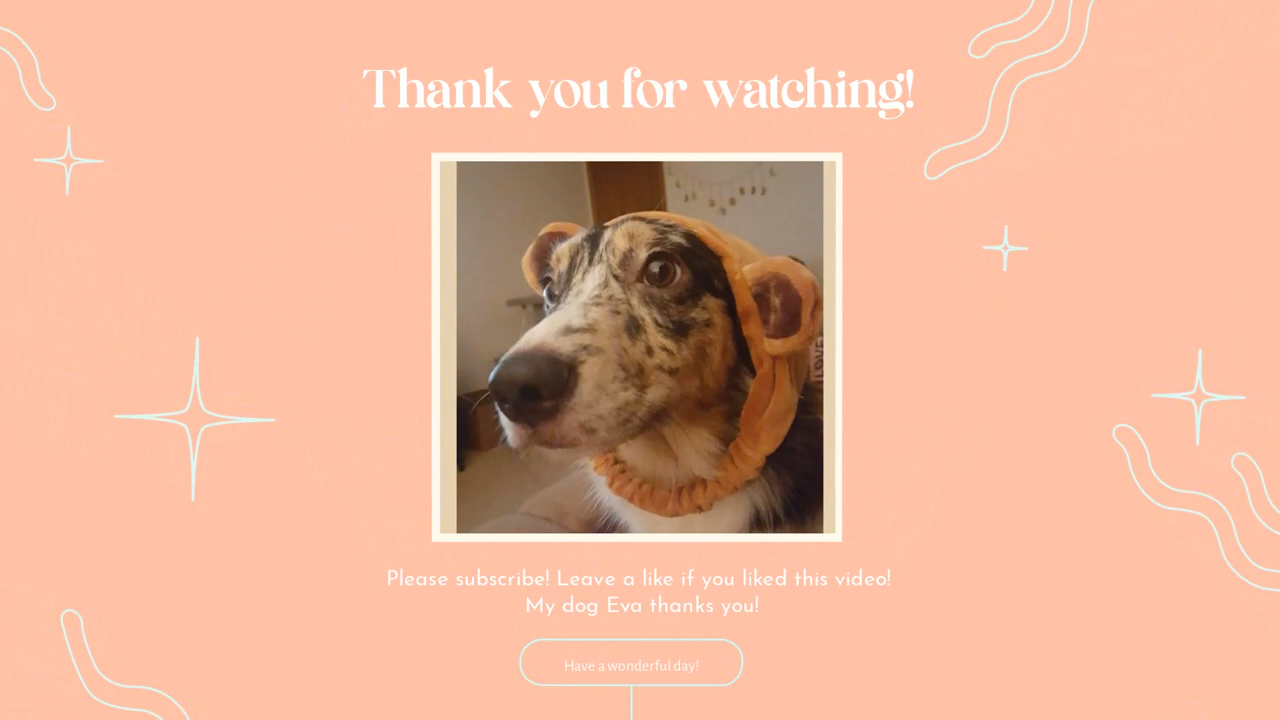 Thank you for watching!
Please subscribe! Leave a like if you liked this video!
My dog Eva thanks you!
Have a wonderful day!